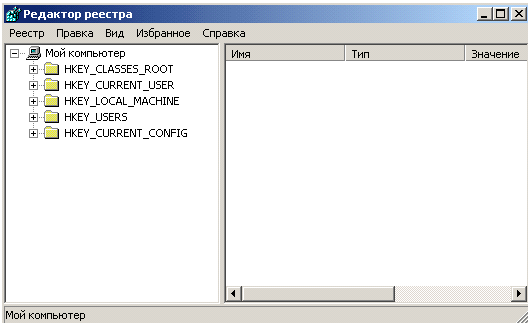 Редактор реестра
Реестр Правка Вид Избранное Справка
Мой компьютер
HKEY_CLASSES_ROOT
HKEY_CURRENT_USER
HKEY_LOCAL_MACHINE
HKEY_USERS
HKEY_CURRENT_CONFIG
Имя Тип Значение
Мой компьютер